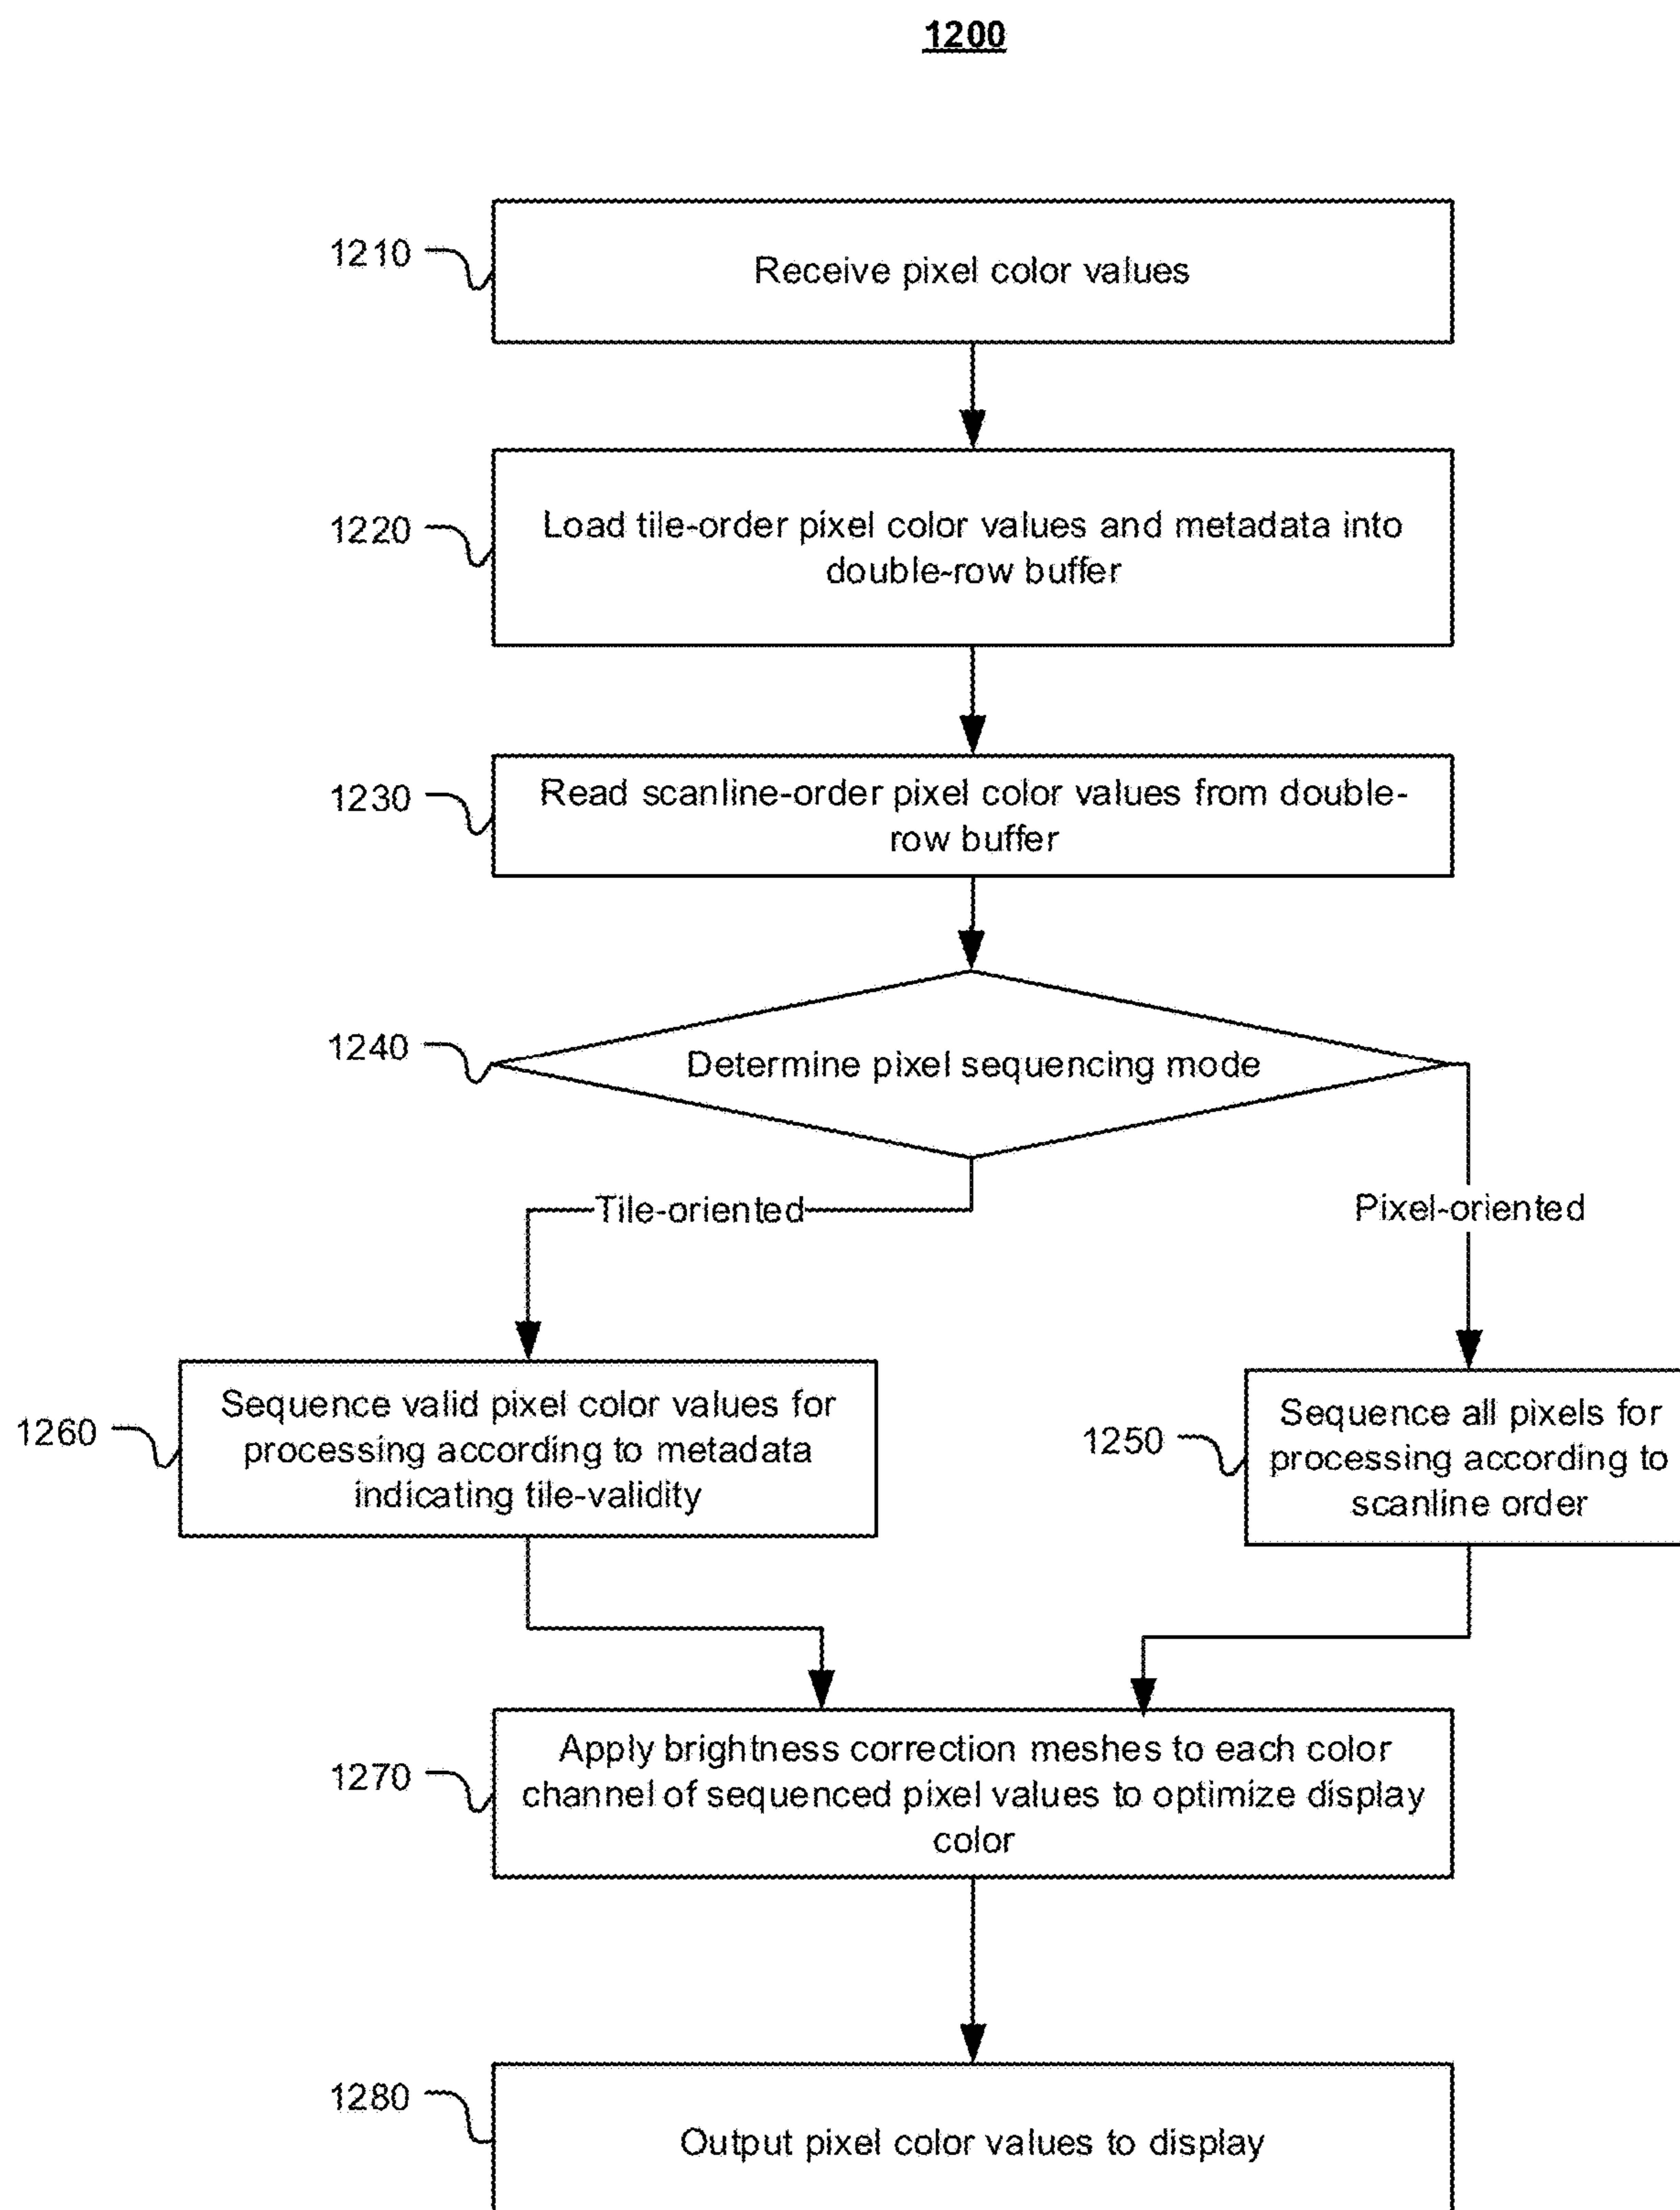 1200
1210
Receive pixel color values
1220
Load tile-order pixel color values and metadata into
double-row buffer
1230
Read scanline-order pixel color values from double-
row buffer
1240
Determine pixel sequencing mode
Tile-oriented
Pixel-oriented
1260
Sequence valid pixel color values for
processing according to metadata
indicating tile-validity
1250
Sequence all pixels for
processing according to
scanline order
1270
Apply brightness correction meshes to each color
channel of sequenced pixel values to optimize display
color
1280
Output pixel color values to display